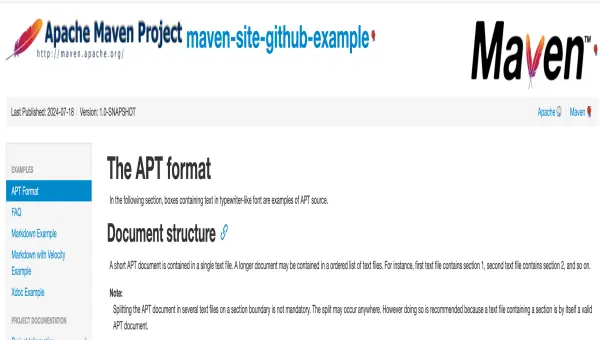 Apache Maven Project
http://maven.apache.org/
maven-site-github-example
Maven™
Last Published: 2024-07-18 | Version: 1.0-SNAPSHOT
Apache | Maven
EXAMPLES
APT Format
FAQ
Markdown Example
Markdown with Velocity
Example
Xdoc Example
PROJECT DOCUMENTATION
Project Information
The APT format
In the following section, boxes containing text in typewriter-like font are examples of APT source.
Document structure
A short APT document is contained in a single text file. A longer document may be contained in a ordered list of text files. For instance, first text file contains section 1, second text file contains section 2, and so on.
Note:
Splitting the APT document in several text files on a section boundary is not mandatory. The split may occur anywhere. However doing so is recommended because a text file containing a section is by itself a valid
APT document.